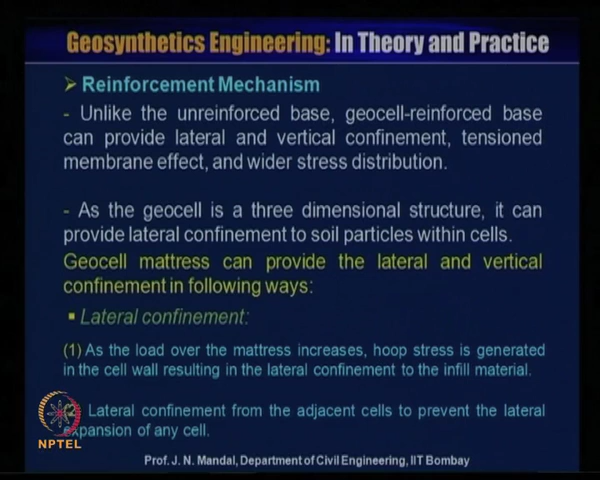 Geosynthetics Engineering: In Theory and Practice
➢ Reinforcement Mechanism
- Unlike the unreinforced base, geocell-reinforced base
can provide lateral and vertical confinement, tensioned
membrane effect, and wider stress distribution.
- As the geocell is a three dimensional structure, it can
provide lateral confinement to soil particles within cells.
Geocell mattress can provide the lateral and vertical
confinement in following ways:
▪ Lateral confinement:
(1) As the load over the mattress increases, hoop stress is generated
in the cell wall resulting in the lateral confinement to the infill material.
(2) Lateral confinement from the adjacent cells to prevent the lateral
expansion of any cell.
NPTEL
Prof. J. N. Mandal, Department of Civil Engineering, IIT Bombay